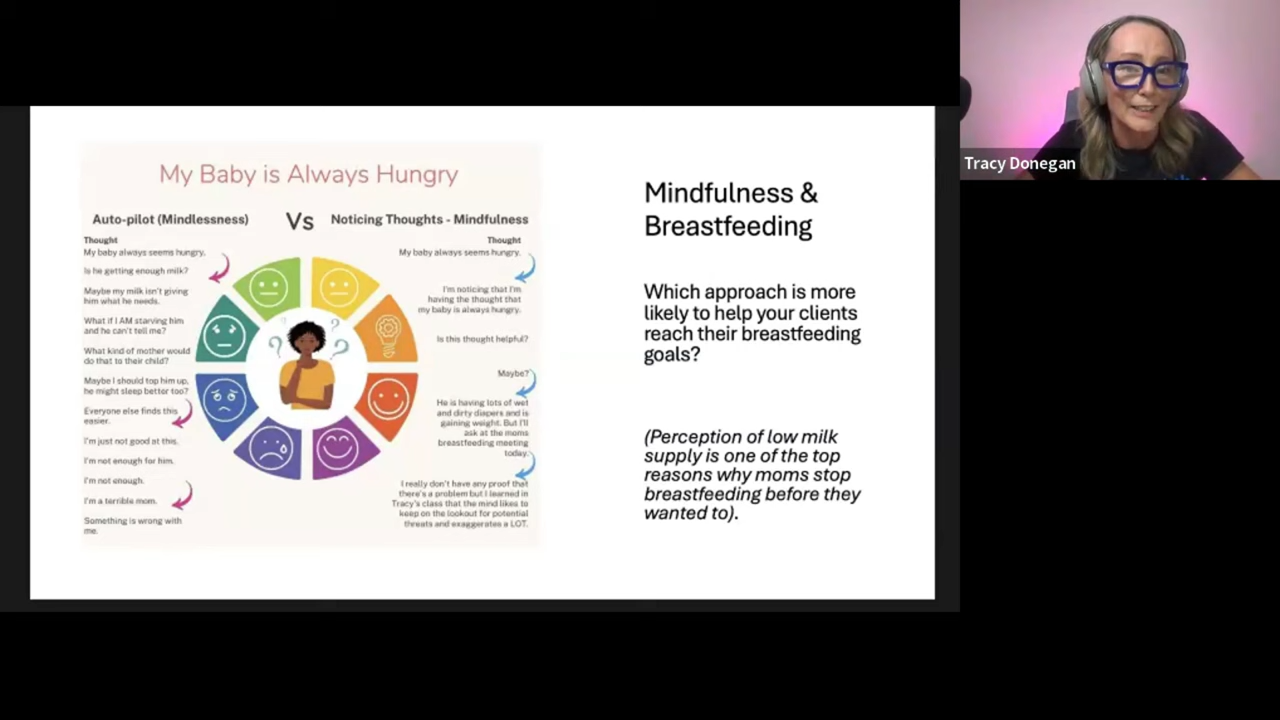 My Baby is Always Hungry
Auto-pilot (Mindlessness)
Vs
Noticing Thoughts - Mindfulness
Thought
My baby always seems hungry.
Is he getting enough milk?
Maybe my milk isn't giving
him what he needs.
What if I AM starving him
and he can't tell me?
What kind of mother would
do that to their child?
Maybe I should top him up,
he might sleep better too?
Everyone else finds this
easier.
I'm just not good at this.
I'm not enough for him.
I'm not enough.
I'm a terrible mom.
Something is wrong with
me.
Thought
My baby always seems hungry.
I'm noticing that I'm
having the thought that
my baby is always hungry.
Is this thought helpful?
Maybe?
He is having lots of wet
and dirty diapers and is
gaining weight. But I'll
ask at the moms
breastfeeding meeting
today.
I really don't have any proof that
there's a problem but I learned in
Tracy's class that the mind likes to
keep on the lookout for potential
threats and exaggerates a LOT.
? ? ? ?
Mindfulness &
Breastfeeding
Which approach is more
likely to help your clients
reach their breastfeeding
goals?
(Perception of low milk
supply is one of the top
reasons why moms stop
breastfeeding before they
wanted to).
Tracy Donegan